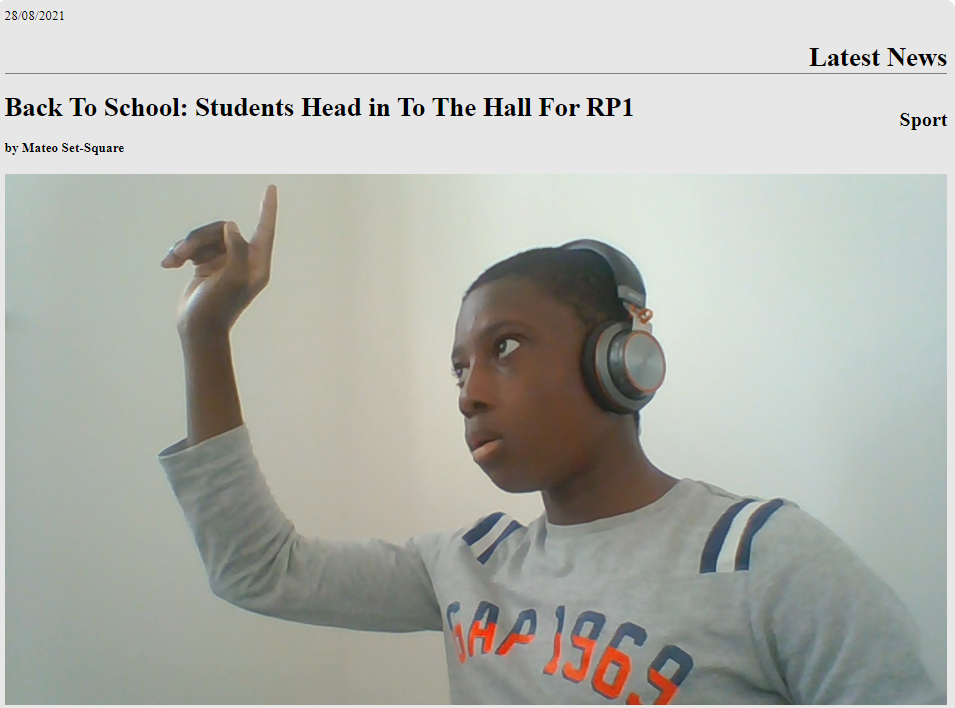 28/08/2021
Latest News
Back To School: Students Head in To The Hall For RP1
Sport
by Mateo Set-Square
GAP 1969